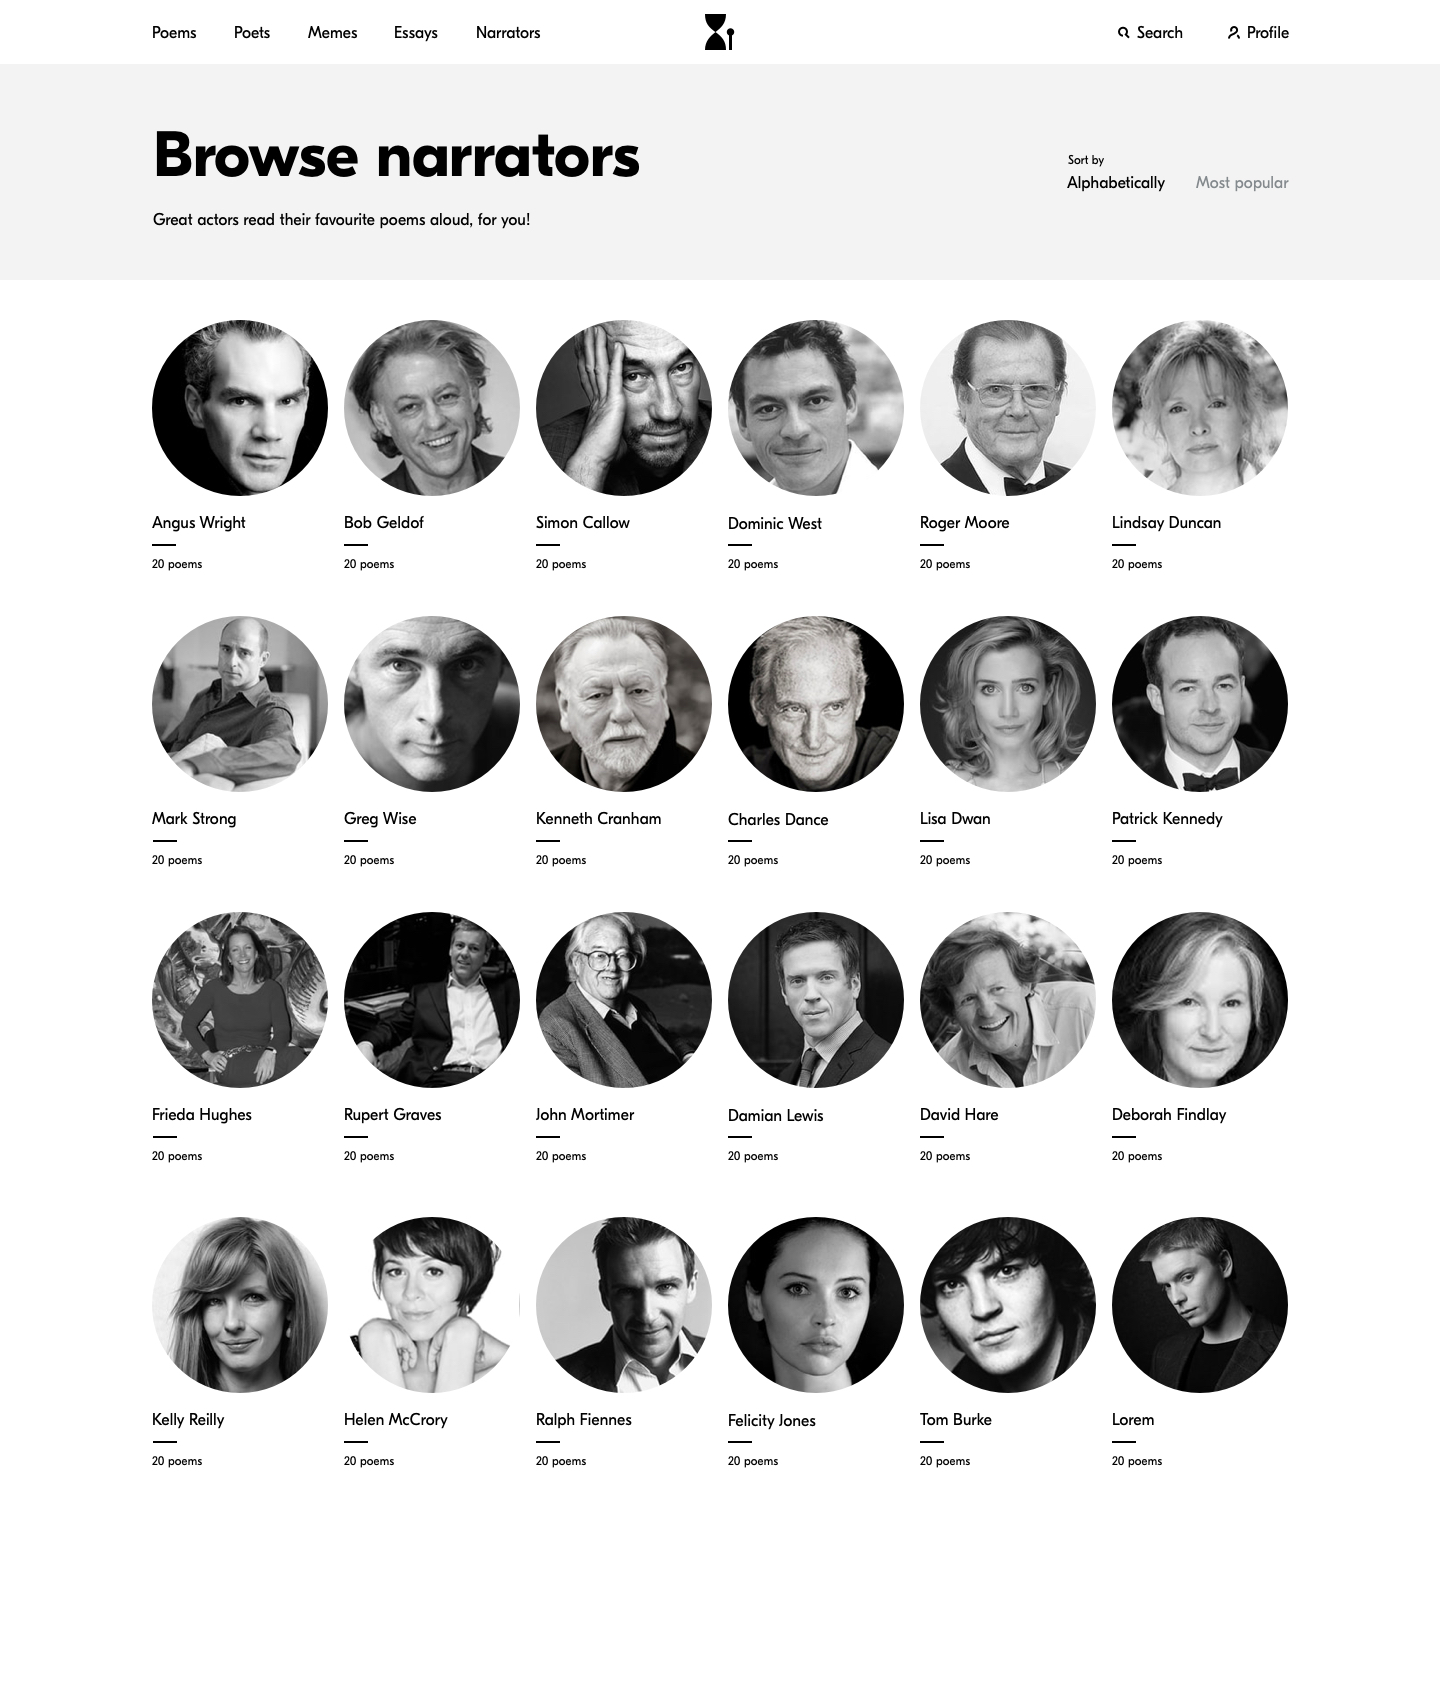 Poems Poets Memes Essays Narrators Search Profile
Browse narrators
Sort by
Alphabetically Most popular
Great actors read their favourite poems aloud, for you!
Angus Wright Bob Geldof Simon Callow Dominic West Roger Moore Lindsay Duncan
20 poems 20 poems 20 poems 20 poems 20 poems 20 poems
Mark Strong Greg Wise Kenneth Cranham Charles Dance Lisa Dwan Patrick Kennedy
20 poems 20 poems 20 poems 20 poems 20 poems 20 poems
Frieda Hughes Rupert Graves John Mortimer Damian Lewis David Hare Deborah Findlay
20 poems 20 poems 20 poems 20 poems 20 poems 20 poems
Kelly Reilly Helen McCrory Ralph Fiennes Felicity Jones Tom Burke Lorem
20 poems 20 poems 20 poems 20 poems 20 poems 20 poems